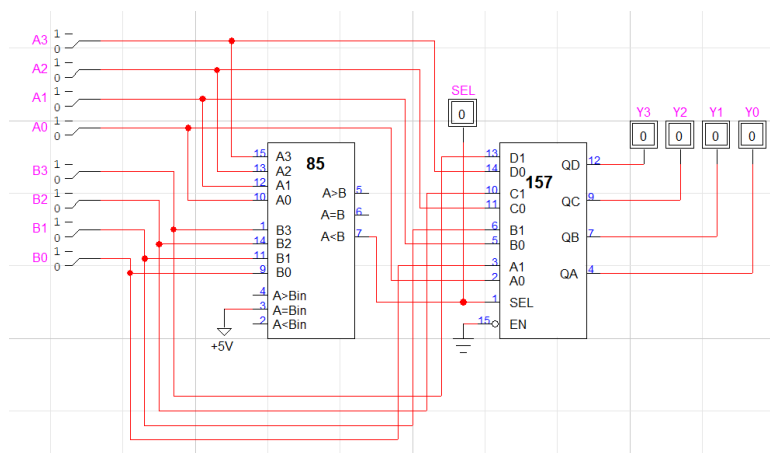 A3 1 0
A2 1 0
A1 1 0
A0 1 0
B3 1 0
B2 1 0
B1 1 0
B0 1 0
85
15 A3
13 A2
12 A1
10 A0
1 B3
14 B2
11 B1
9 B0
4 A>Bin
3 A=Bin
2 A<Bin
A>B 5
A=B 6
A<B 7
+5V
SEL
0
157
13 D1
14 D0
10 C1
11 C0
6 B1
5 B0
3 A1
2 A0
1 SEL
15 EN
QD 12
QC 9
QB 7
QA 4
Y3 Y2 Y1 Y0
0 0 0 0